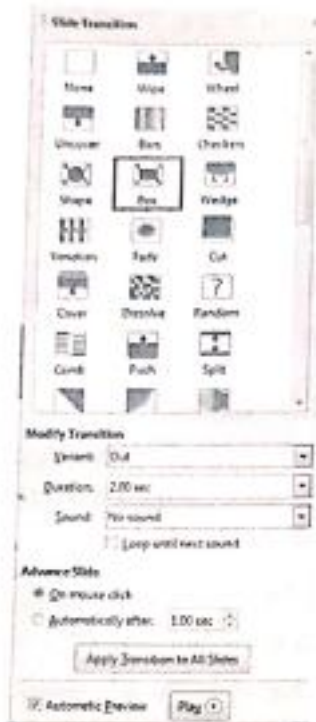 Slide Transition
None Wipe Wheel
Uncover Bars Checkers
Shape Box Wedge
Venetian Fade Cut
Cover Dissolve Random
Comb Push Split
Modify Transition
Variant: Out
Duration: 2.00 sec
Sound: No sound
Loop until next sound
Advance Slide
On mouse click
Automatically after: 1.00 sec
Apply Transition to All Slides
Automatic Preview Play